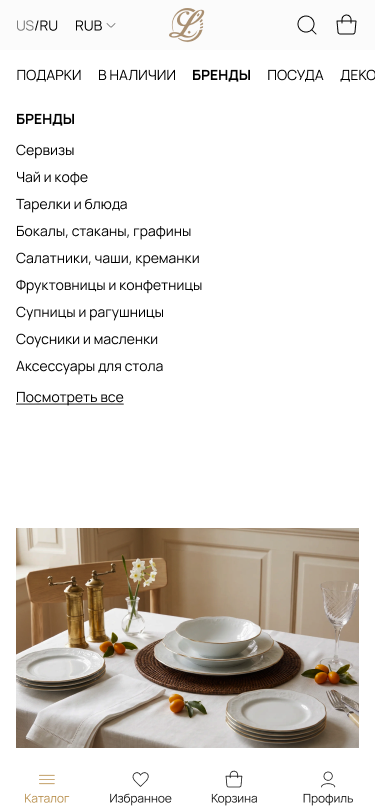 US/RU RUB
L
ПОДАРКИ В НАЛИЧИИ БРЕНДЫ ПОСУДА ДЕКО
БРЕНДЫ
Сервизы
Чай и кофе
Тарелки и блюда
Бокалы, стаканы, графины
Салатники, чаши, креманки
Фруктовницы и конфетницы
Супницы и рагушницы
Соусники и масленки
Аксессуары для стола
Посмотреть все
Каталог Избранное Корзина Профиль